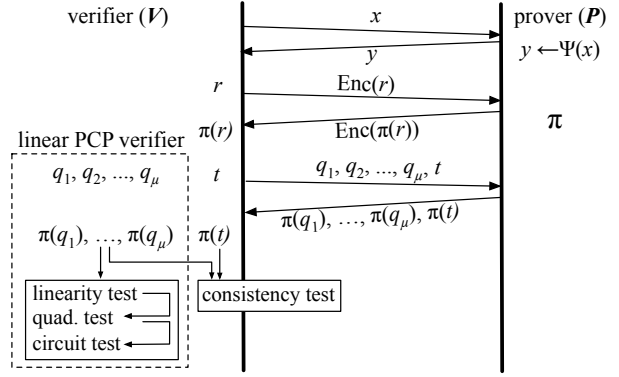 verifier (V) prover (P)
x
y
y ←Ψ(x)
r Enc(r)
π(r) Enc(π(r))
π
linear PCP verifier
q₁, q₂, ..., qμ t q₁, q₂, ..., qμ, t
π(q₁), …, π(qμ) π(t) π(q₁), …, π(qμ), π(t)
linearity test consistency test
quad. test
circuit test